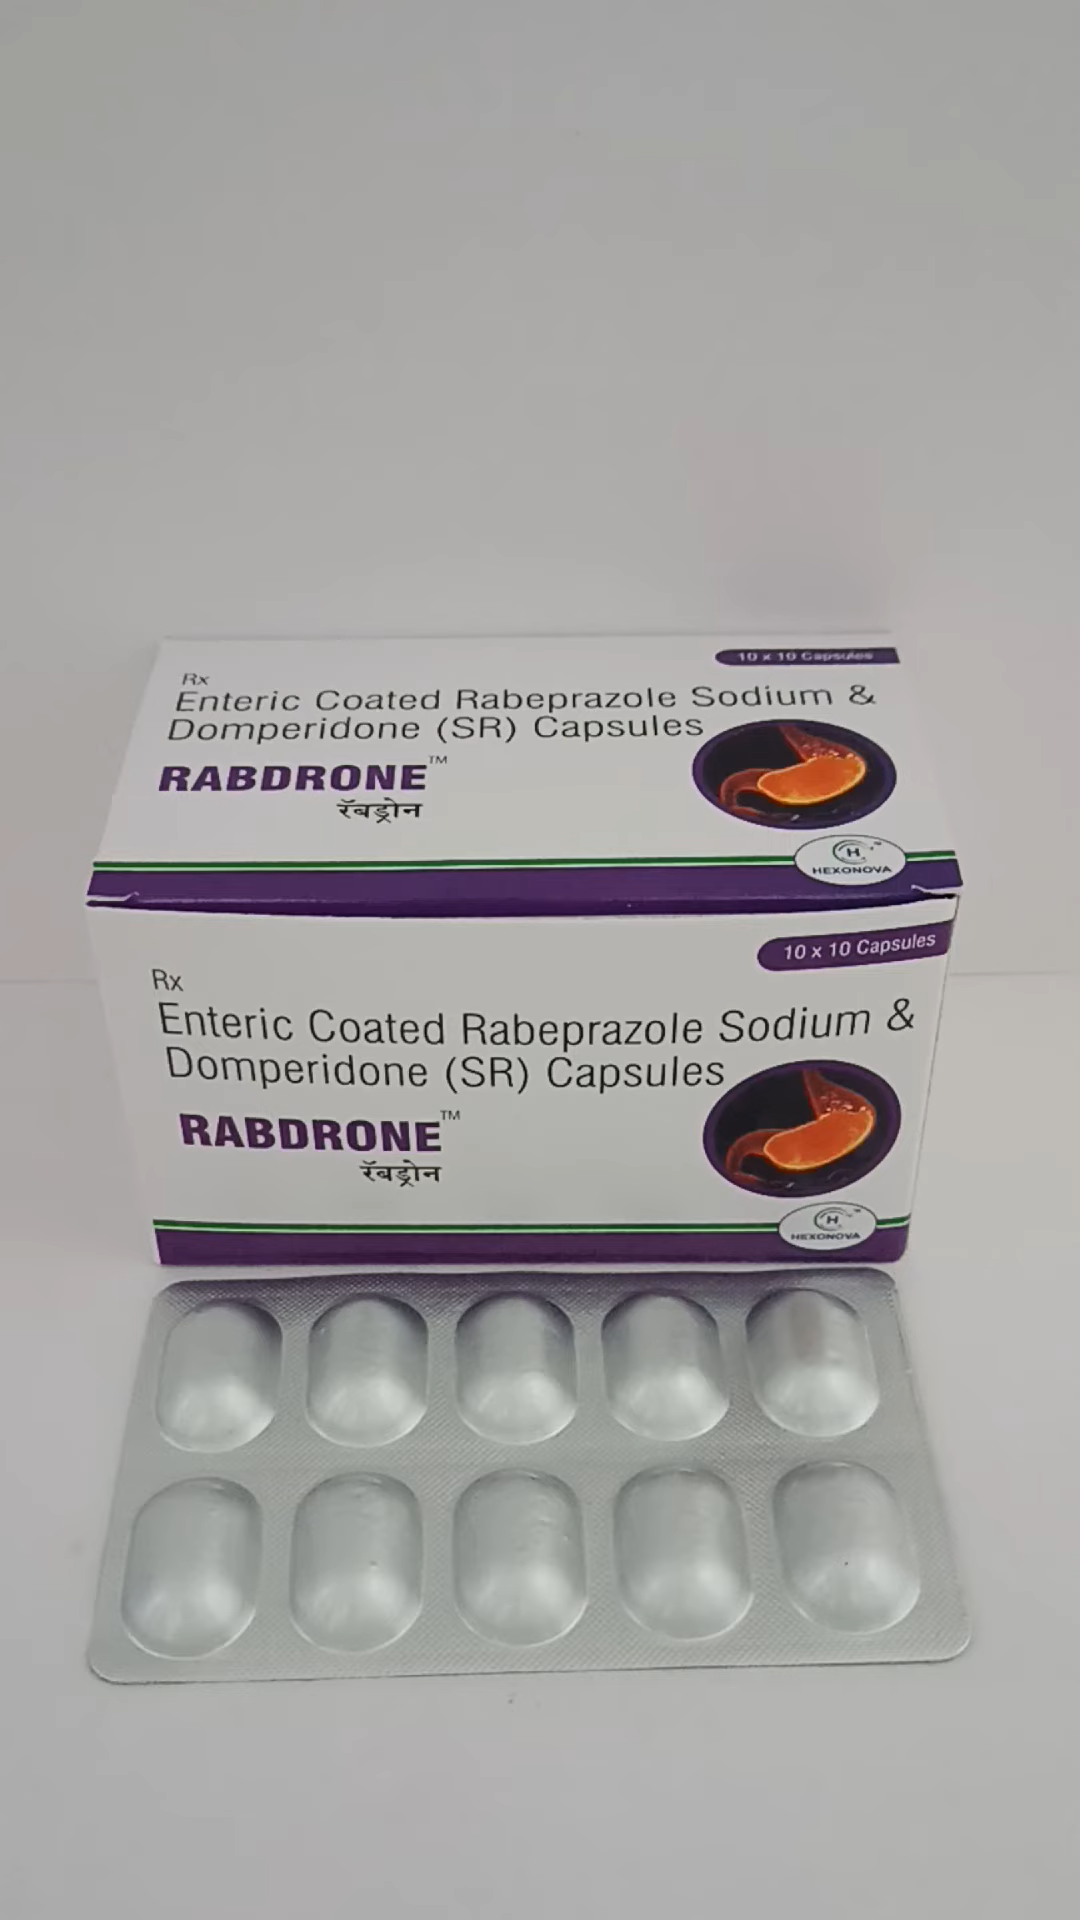 10 x 10 Capsules
Rx
Enteric Coated Rabeprazole Sodium &
Domperidone (SR) Capsules
RABDRONE™
रॅबड्रोन
H
HEXONOVA
10 x 10 Capsules
Rx
Enteric Coated Rabeprazole Sodium &
Domperidone (SR) Capsules
RABDRONE™
रॅबड्रोन
H
HEXONOVA